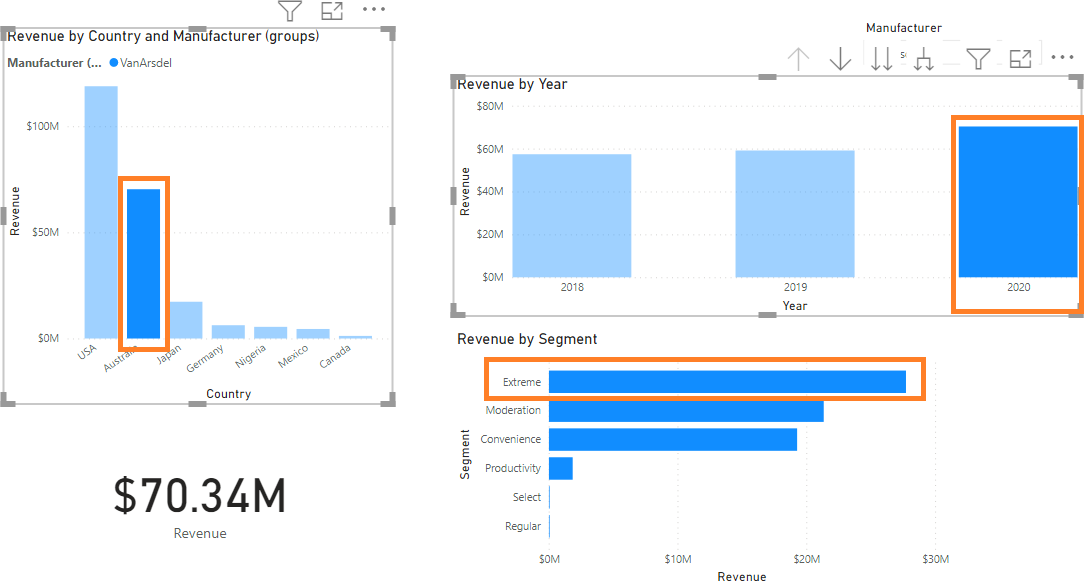 Revenue by Country and Manufacturer (groups)
Manufacturer (... VanArsdel
$100M
$50M
$0M
Revenue
USA
Australia
Japan
Germany
Nigeria
Mexico
Canada
Country
$70.34M
Revenue
Manufacturer
Revenue by Year
$80M
$60M
$40M
$20M
$0M
Revenue
2018 2019 2020
Year
Revenue by Segment
Extreme
Moderation
Convenience
Productivity
Select
Regular
Segment
$0M $10M $20M $30M
Revenue